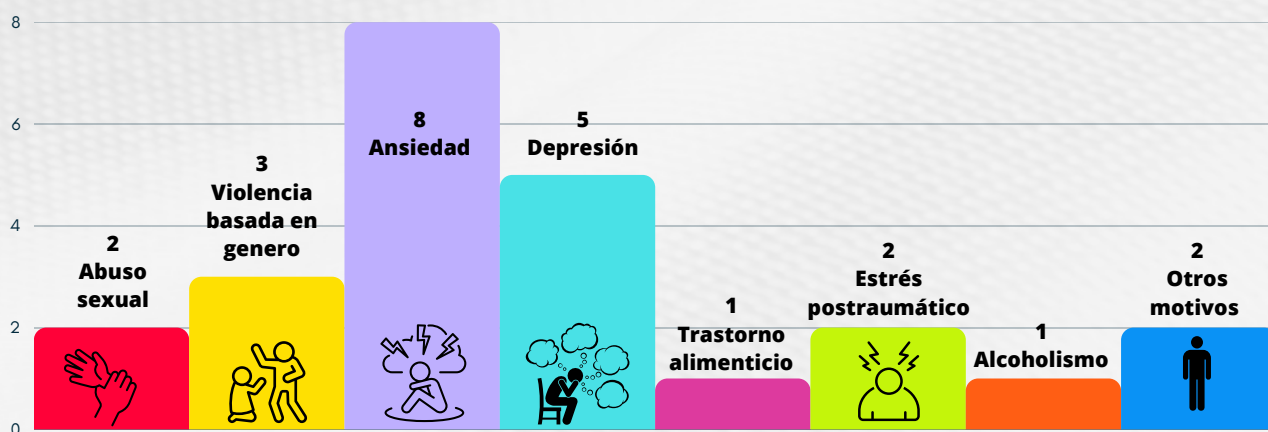 8
6
4
2
0
2
Abuso
sexual
3
Violencia
basada en
genero
8
Ansiedad
5
Depresión
1
Trastorno
alimenticio
2
Estrés
postraumático
1
Alcoholismo
2
Otros
motivos